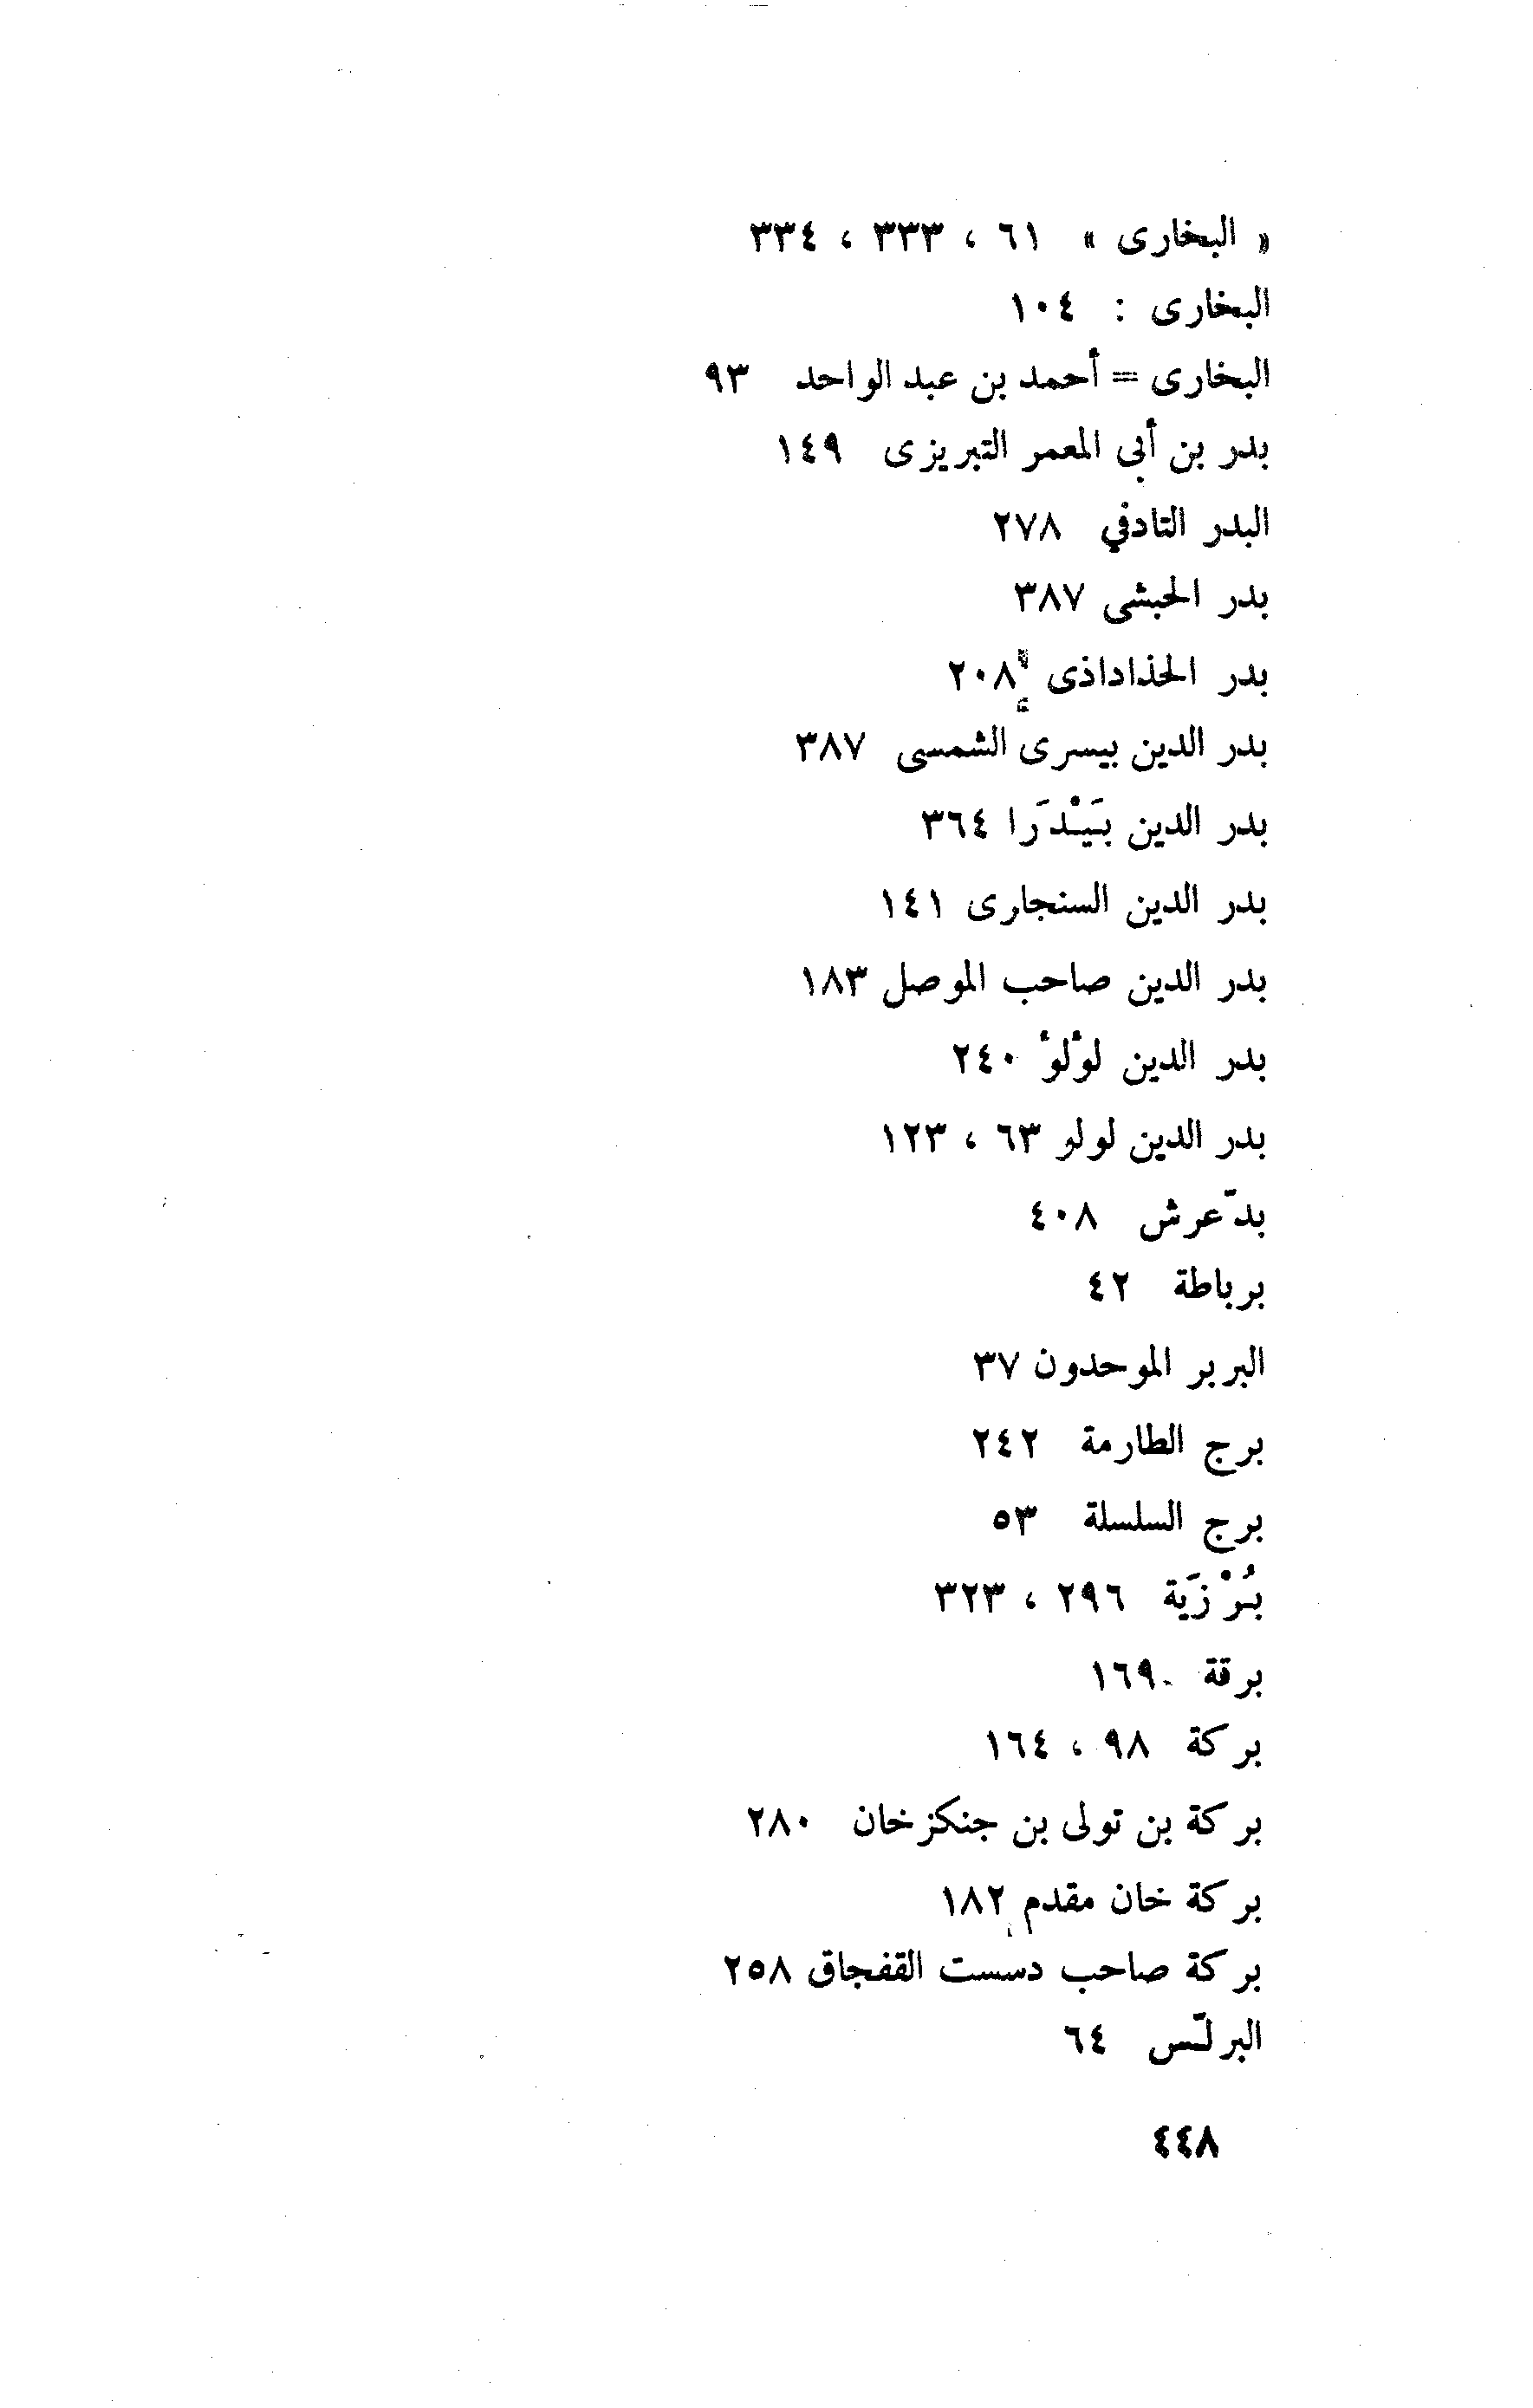 « البخارى » ٦١ ، ٣٣٣ ، ٣٣٤
البخارى : ١٠٤
البخارى = أحمد بن عبد الواحد ٩٣
بدر بن أبى المعمر التبريزى ١٤٩
البدر التادفي ٢٧٨
بدر الحبشى ٣٨٧
بدر الخذاداذى ٢٠٨
بدر الدين بيسرى الشمسى ٣٨٧
بدر الدين بَيْدَرا ٣٦٤
بدر الدين السنجارى ١٤١
بدر الدين صاحب الموصل ١٨٣
بدر الدين لؤلؤ ٢٤٠
بدر الدين لولو ٦٣ ، ١٢٣
بدّعرش ٤٠٨
برباطة ٤٢
البربر الموحدون ٣٧
برج الطارمة ٢٤٢
برج السلسلة ٥٣
بُرْزَية ٢٩٦ ، ٣٢٣
برقة ١٦٩
بركة ٩٨ ، ١٦٤
بركة بن تولى بن جنكزخان ٢٨٠
بركة خان مقدم ١٨٢
بركة صاحب دست القفجاق ٢٥٨
البرلّس ٦٤
٤٤٨